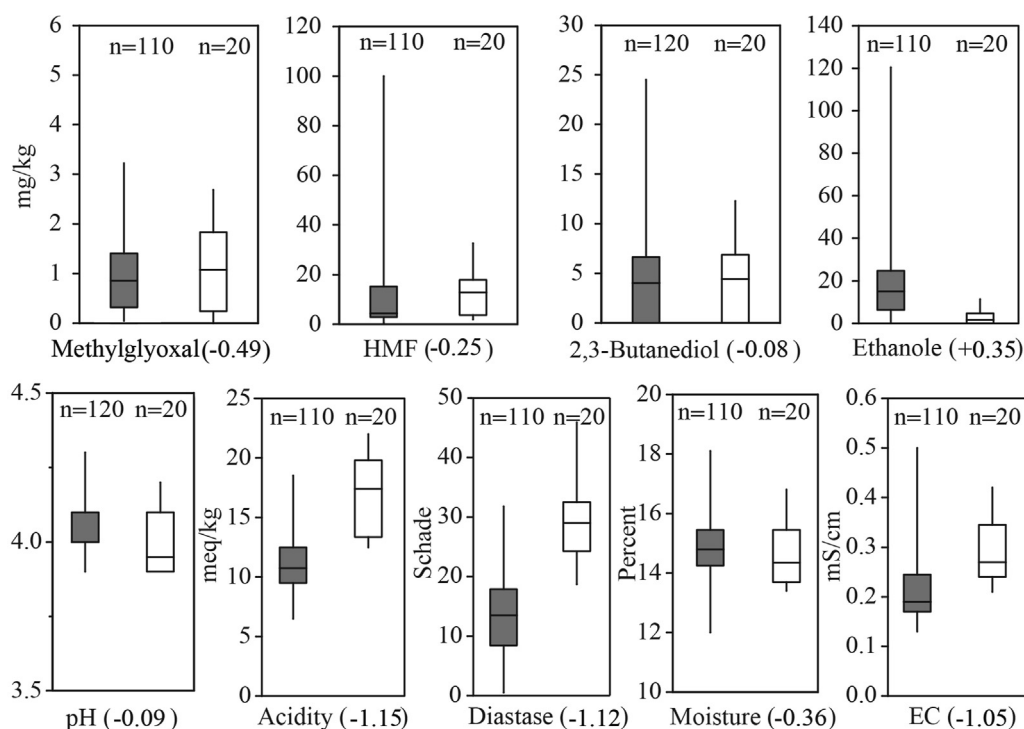 6
5
4
3
2
1
0
mg/kg
n=110 n=20
Methylglyoxal (-0.49)
120
100
80
60
40
20
0
n=110 n=20
HMF (-0.25)
30
25
20
15
10
5
0
n=120 n=20
2,3-Butanediol (-0.08)
140
120
100
80
60
40
20
0
n=110 n=20
Ethanole (+0.35)
4.5
4.0
3.5
n=120 n=20
pH (-0.09)
25
20
15
10
5
0
meq/kg
n=110 n=20
Acidity (-1.15)
50
40
30
20
10
0
Schade
n=110 n=20
Diastase (-1.12)
20
18
16
14
12
10
Percent
n=110 n=20
Moisture (-0.36)
0.6
0.5
0.4
0.3
0.2
0.1
0.0
mS/cm
n=110 n=20
EC (-1.05)